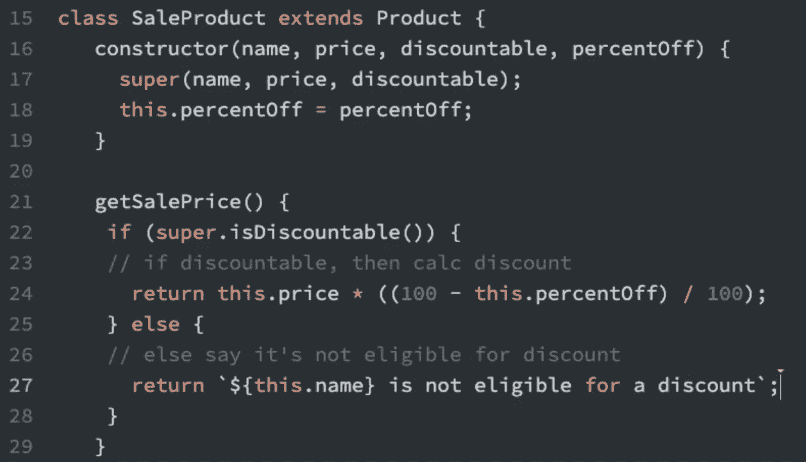 15 class SaleProduct extends Product {
16 constructor(name, price, discountable, percentOff) {
17 super(name, price, discountable);
18 this.percentOff = percentOff;
19 }
20
21 getSalePrice() {
22 if (super.isDiscountable()) {
23 // if discountable, then calc discount
24 return this.price * ((100 - this.percentOff) / 100);
25 } else {
26 // else say it's not eligible for discount
27 return `${this.name} is not eligible for a discount`;
28 }
29 }